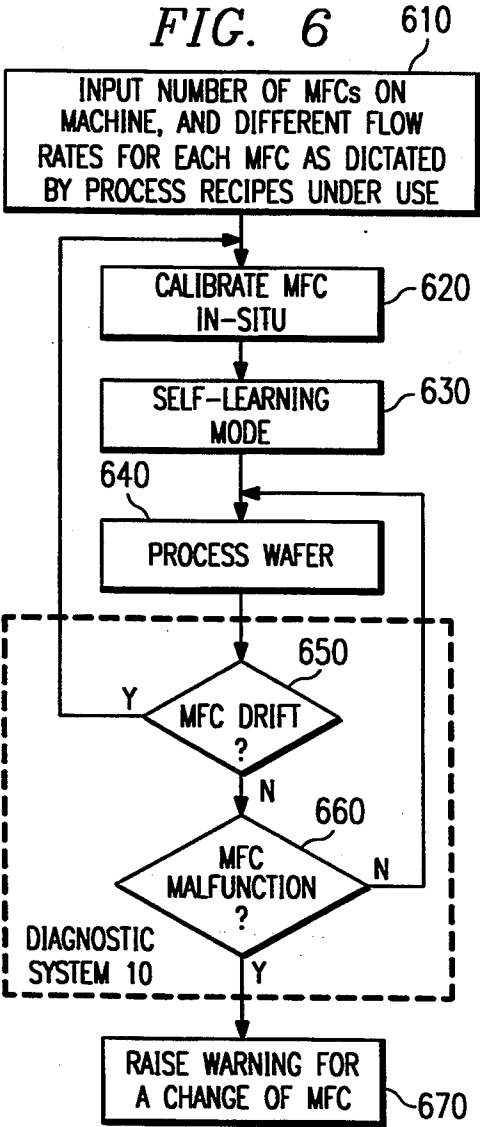 FIG. 6
610
INPUT NUMBER OF MFCs ON
MACHINE, AND DIFFERENT FLOW
RATES FOR EACH MFC AS DICTATED
BY PROCESS RECIPES UNDER USE
CALIBRATE MFC
IN-SITU
620
SELF-LEARNING
MODE
630
640
PROCESS WAFER
650
Y
MFC DRIFT
?
N
660
MFC
MALFUNCTION
?
N
DIAGNOSTIC
SYSTEM 10
Y
RAISE WARNING FOR
A CHANGE OF MFC
670